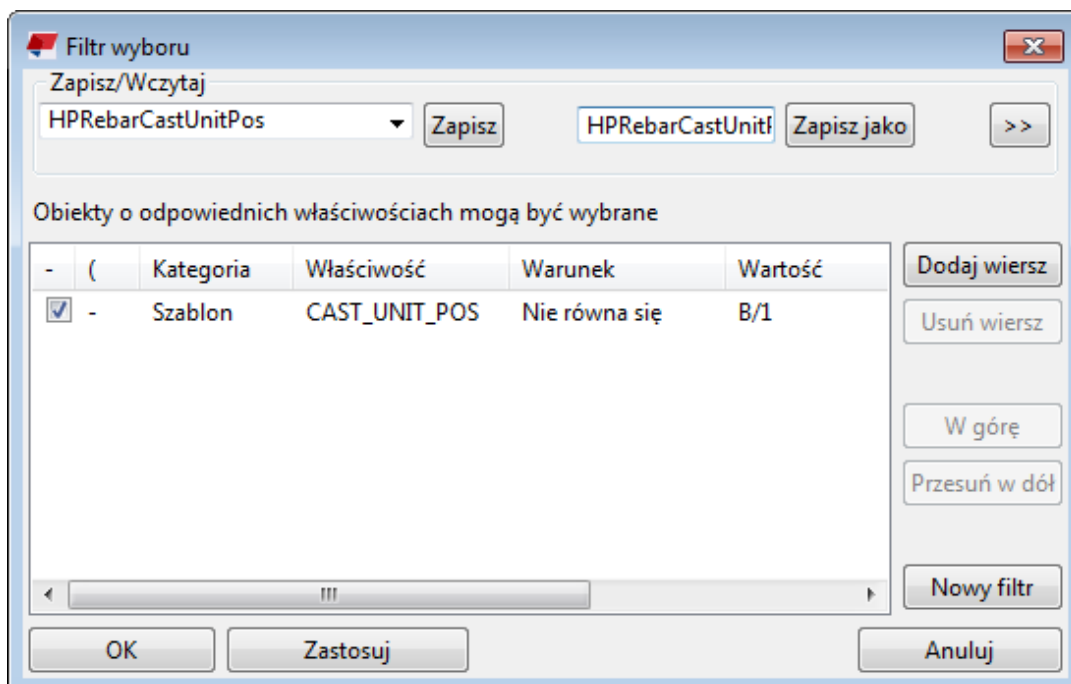 Filtr wyboru
Zapisz/Wczytaj
HPRebarCastUnitPos Zapisz HPRebarCastUnitF Zapisz jako >>
Obiekty o odpowiednich właściwościach mogą być wybrane
- ( Kategoria Właściwość Warunek Wartość Dodaj wiersz
- Szablon CAST_UNIT_POS Nie równa się B/1 Usuń wiersz
W górę
Przesuń w dół
Nowy filtr
OK Zastosuj Anuluj